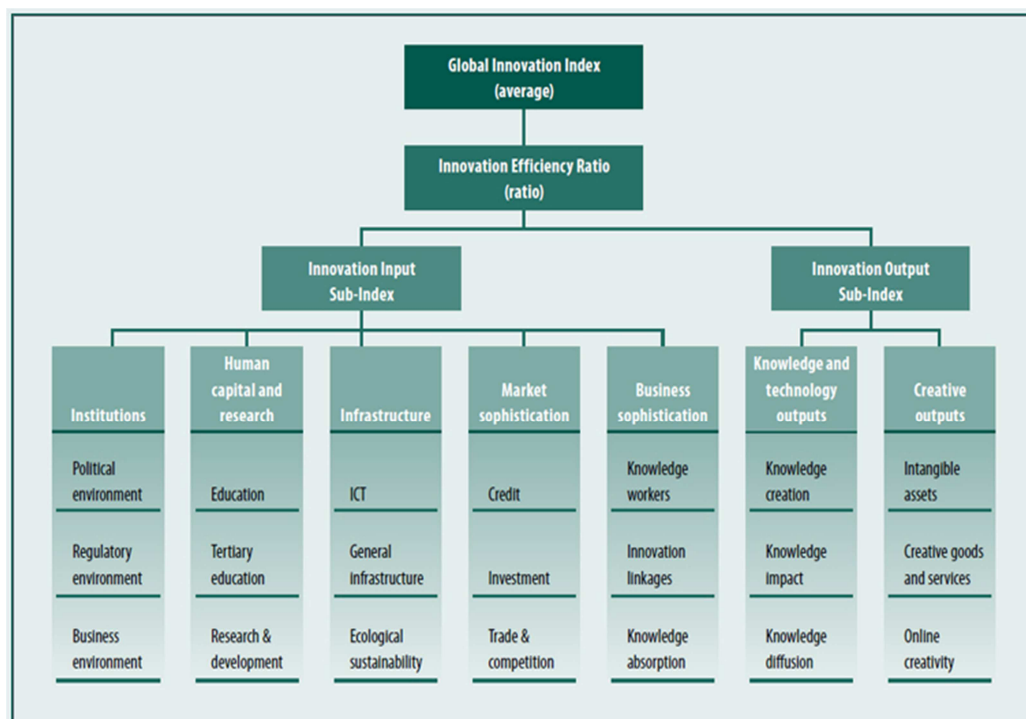 Global Innovation Index
(average)
Innovation Efficiency Ratio
(ratio)
Innovation Input
Sub-Index
Innovation Output
Sub-Index
Institutions
Human
capital and
research
Infrastructure
Market
sophistication
Business
sophistication
Knowledge and
technology
outputs
Creative
outputs
Political
environment
Education
ICT
Credit
Knowledge
workers
Knowledge
creation
Intangible
assets
Regulatory
environment
Tertiary
education
General
infrastructure
Investment
Innovation
linkages
Knowledge
impact
Creative goods
and services
Business
environment
Research &
development
Ecological
sustainability
Trade &
competition
Knowledge
absorption
Knowledge
diffusion
Online
creativity